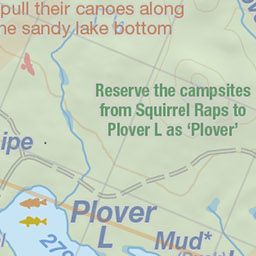 pull their canoes along
he sandy lake bottom
Reserve the campsites
from Squirrel Raps to
Plover L as ‘Plover’
ipe
Plover
L
Mud*
279